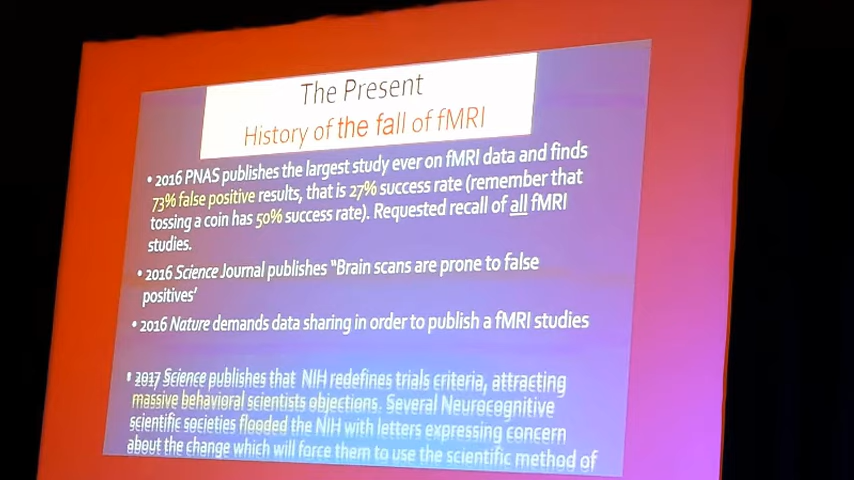 The Present
History of the fall of fMRI
• 2016 PNAS publishes the largest study ever on fMRI data and finds
73% false positive results, that is 27% success rate (remember that
tossing a coin has 50% success rate). Requested recall of all fMRI
studies.
• 2016 Science Journal publishes "Brain scans are prone to false
positives'
• 2016 Nature demands data sharing in order to publish a fMRI studies
• 2017 Science publishes that NIH redefines trials criteria, attracting
massive behavioral scientists objections. Several Neurocognitive
scientific societies flooded the NIH with letters expressing concern
about the change which will force them to use the scientific method of